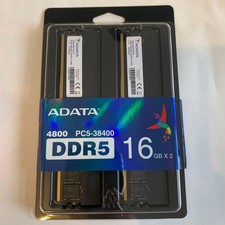 ADATA
4800 PC5-38400
DDR5 16 GB X 2